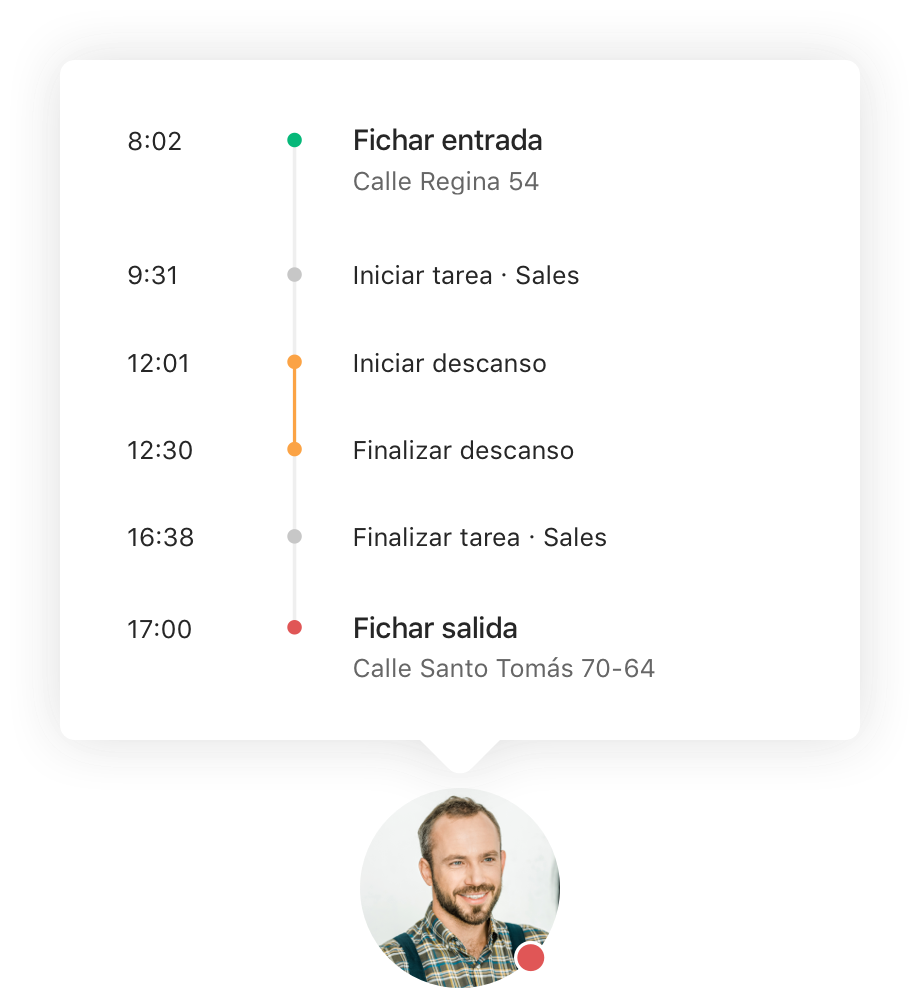 8:02
Fichar entrada
Calle Regina 54
9:31
Iniciar tarea · Sales
12:01
Iniciar descanso
12:30
Finalizar descanso
16:38
Finalizar tarea · Sales
17:00
Fichar salida
Calle Santo Tomás 70-64